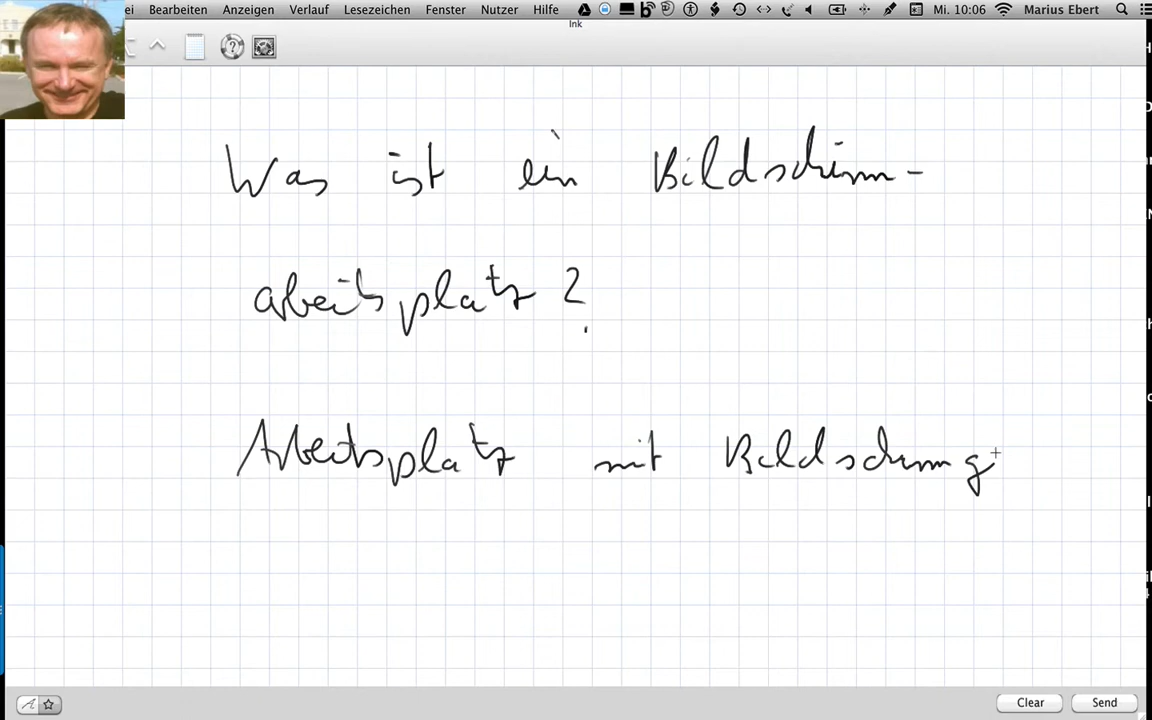 ei Bearbeiten Anzeigen Verlauf Lesezeichen Fenster Nutzer Hilfe Mi. 10:06 Marius Ebert
Ink
Was ist ein Bildschirm-
arbeitsplatz?
Arbeitsplatz mit Bildschirmg
Clear Send